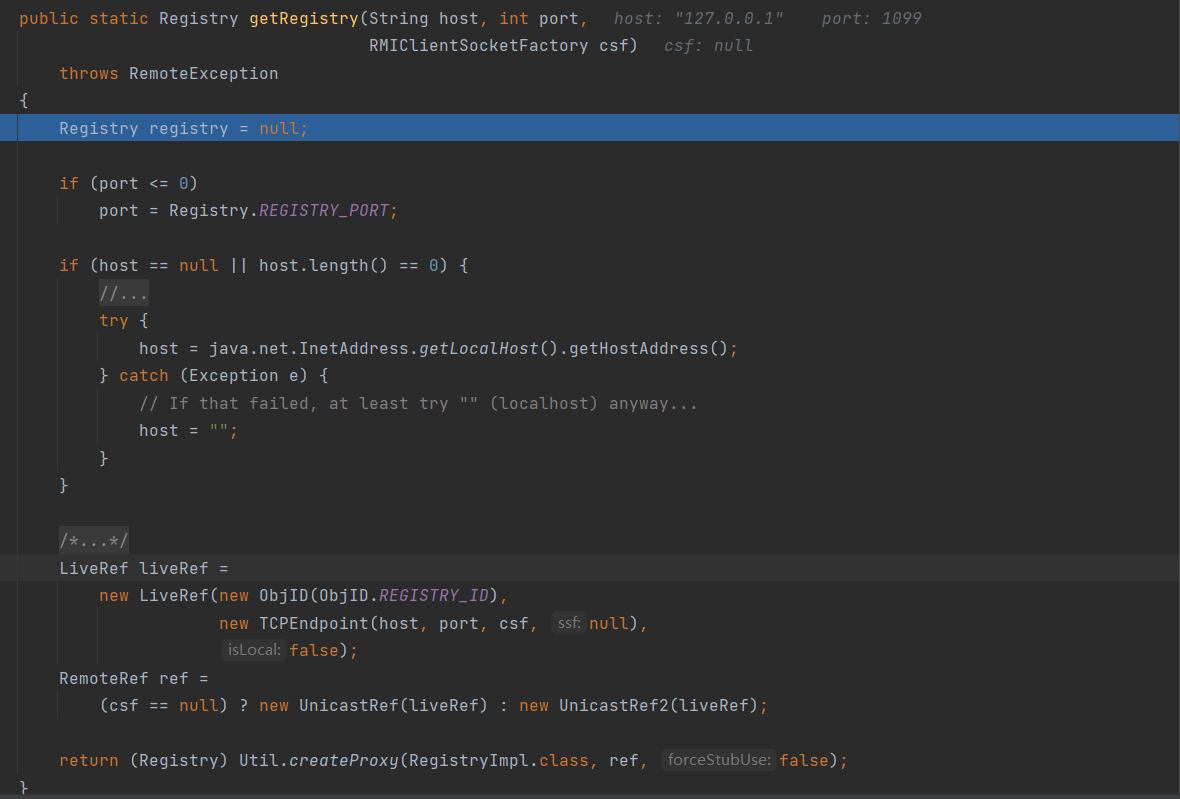 public static Registry getRegistry(String host, int port,   host: "127.0.0.1"    port: 1099
                                   RMIClientSocketFactory csf)   csf: null
    throws RemoteException
{
    Registry registry = null;
    if (port <= 0)
        port = Registry.REGISTRY_PORT;
    if (host == null || host.length() == 0) {
        //...
        try {
            host = java.net.InetAddress.getLocalHost().getHostAddress();
        } catch (Exception e) {
            // If that failed, at least try "" (localhost) anyway...
            host = "";
        }
    }
    /*...*/
    LiveRef liveRef =
        new LiveRef(new ObjID(ObjID.REGISTRY_ID),
                    new TCPEndpoint(host, port, csf, ssf: null),
                    isLocal: false);
    RemoteRef ref =
        (csf == null) ? new UnicastRef(liveRef) : new UnicastRef2(liveRef);
    return (Registry) Util.createProxy(RegistryImpl.class, ref, forceStubUse: false);
}